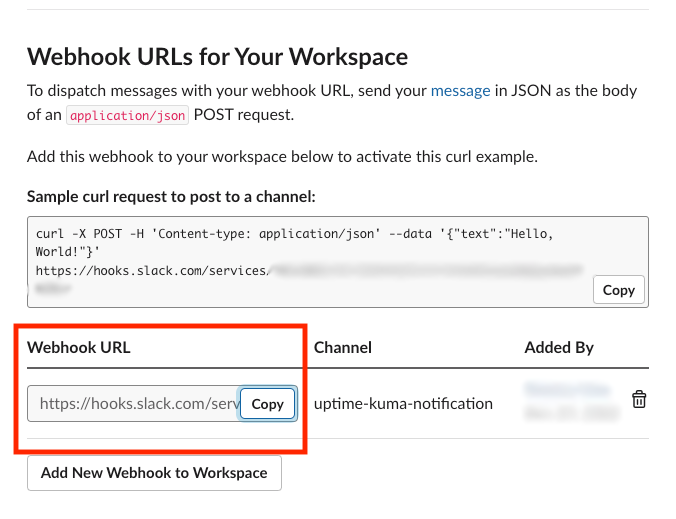 Webhook URLs for Your Workspace
To dispatch messages with your webhook URL, send your message in JSON as the body
of an application/json POST request.
Add this webhook to your workspace below to activate this curl example.
Sample curl request to post to a channel:
curl -X POST -H 'Content-type: application/json' --data '{"text":"Hello,
World!"}'
https://hooks.slack.com/services/
Copy
Webhook URL Channel Added By
https://hooks.slack.com/serv Copy uptime-kuma-notification
Add New Webhook to Workspace